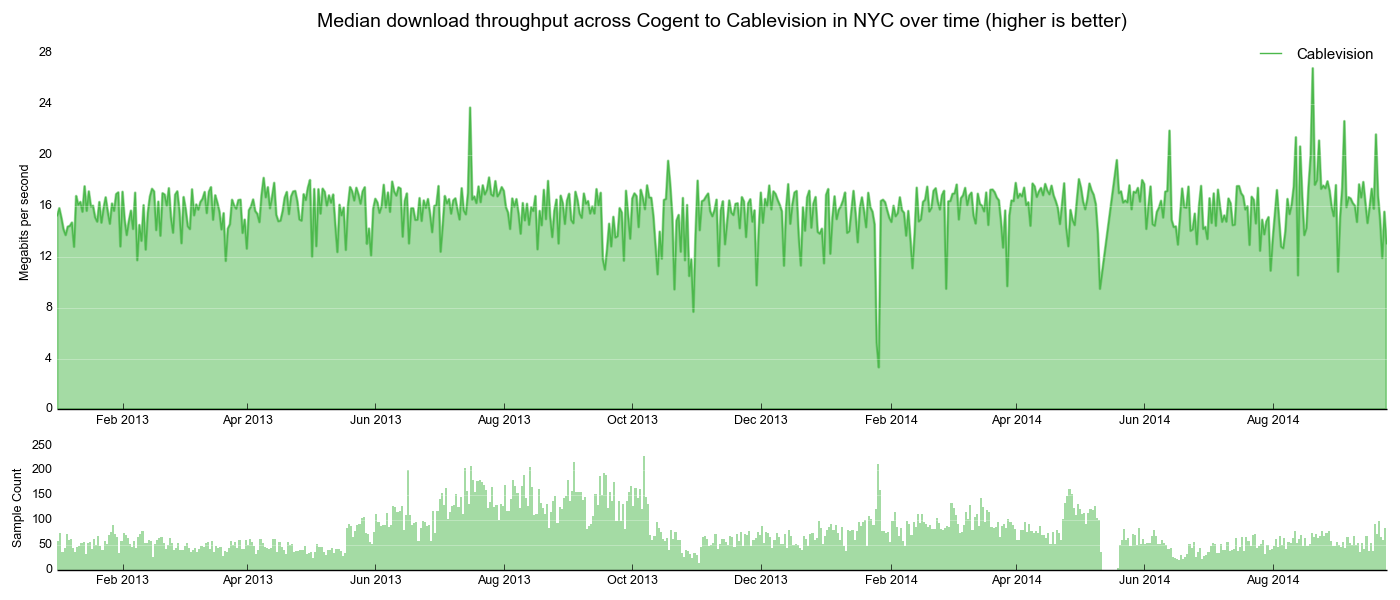 Median download throughput across Cogent to Cablevision in NYC over time (higher is better)
Cablevision
Megabits per second
28
24
20
16
12
8
4
0
Feb 2013 Apr 2013 Jun 2013 Aug 2013 Oct 2013 Dec 2013 Feb 2014 Apr 2014 Jun 2014 Aug 2014
Sample Count
250
200
150
100
50
0
Feb 2013 Apr 2013 Jun 2013 Aug 2013 Oct 2013 Dec 2013 Feb 2014 Apr 2014 Jun 2014 Aug 2014